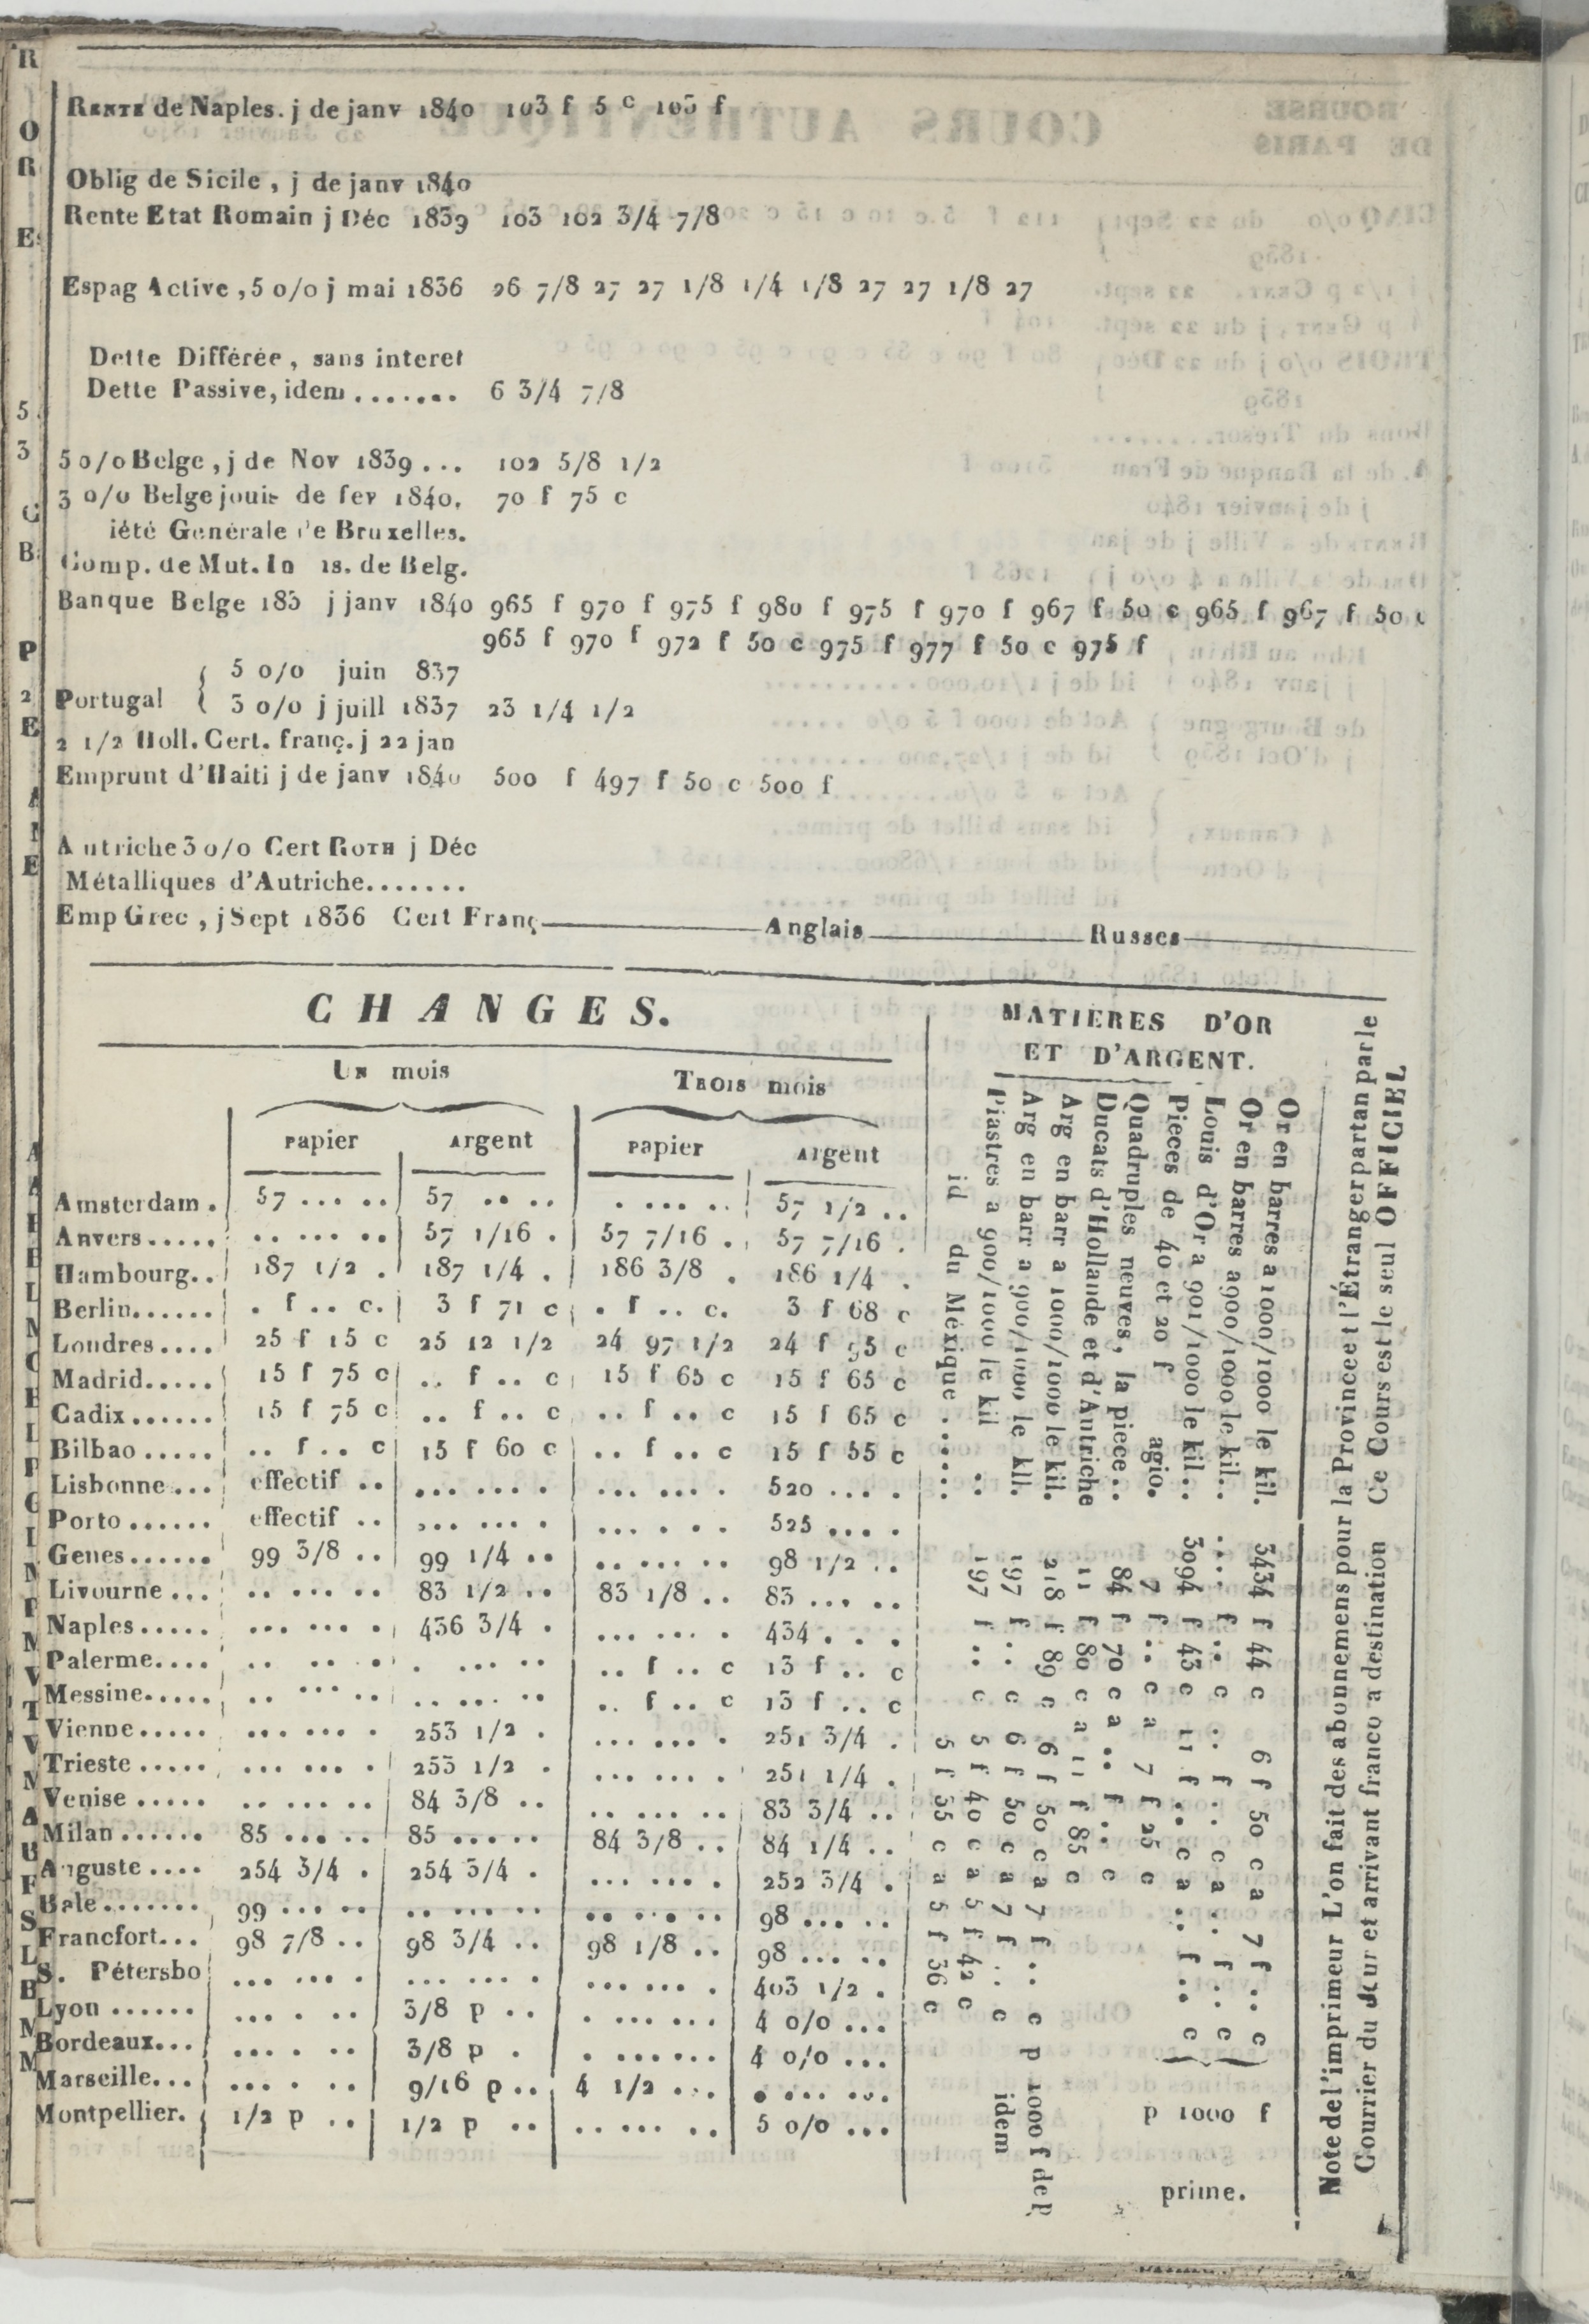 RENTE de Naples. j de janv 1840 103 f 5 c 103 f
Oblig de Sicile, j de janv 1840
Rente Etat Romain j Déc 1839 103 102 3/4 7/8
Espag Active, 5 o/o j mai 1836 26 7/8 27 27 1/8 1/4 1/8 27 27 1/8 27
Dette Différée, sans interet
Dette Passive, idem ....... 6 3/4 7/8
5 o/o Belge, j de Nov 1839... 102 5/8 1/2
3 o/o Belge jouis de fev 1840. 70 f 75 c
iété Genérale de Bruxelles.
Comp. de Mut. In is. de Belg.
Banque Belge 183 j janv 1840 965 f 970 f 975 f 980 f 975 f 970 f 967 f 50 c 965 f 967 f 50 c
965 f 970 f 972 f 50 c 975 f 977 f 50 c 975 f
5 o/o juin 837
Portugal { 3 o/o j juill 1837 23 1/4 1/2
2 1/2 Holl. Cert. franç. j 22 jan
Emprunt d'Haiti j de janv 1840 500 f 497 f 50 c 500 f
Autriche 3 o/o Cert ROTH j Déc
Métalliques d'Autriche.......
Emp Grec, j Sept 1836 Cert Franç Anglais Russes
CHANGES.
UN mois TROIS mois
Papier Argent Papier Argent
Amsterdam . 57 ... .. 57 .. .. . ... .. 57 1/2 ..
Anvers..... .. ... .. 57 1/16 . 57 7/16 . 57 7/16 .
Hambourg.. 187 1/2 . 187 1/4 . 186 3/8 . 186 1/4 .
Berlin...... . f .. c. 3 f 71 c . f .. c. 3 f 68 c
Londres.... 25 f 15 c 25 12 1/2 24 97 1/2 24 f 95 c
Madrid..... 15 f 75 c .. f .. c 15 f 65 c 15 f 65 c
Cadix...... 15 f 75 c .. f .. c .. f .. c 15 f 65 c
Bilbao ..... .. f .. c 15 f 60 c .. f .. c 15 f 55 c
Lisbonne... effectif .. ... ... . ... ... . 520 ... .
Porto ...... effectif .. ... ... . ... . . . 525 ... .
Genes...... 99 3/8 .. 99 1/4 .. .. ... .. 98 1/2 ..
Livourne ... .. ... .. 83 1/2 .. 83 1/8 .. 83 ... ..
Naples..... ... ... . 436 3/4 . ... ... . 434 . . .
Palerme.... .. .. . . ... .. .. f .. c 13 f .. c
Messine..... .. ... .. .. ... .. .. f .. c 13 f .. c
Vienne..... ... ... . 253 1/2 . ... ... . 251 3/4 .
Trieste ..... ... ... . 253 1/2 . ... ... . 251 1/4 .
Venise ..... .. ... .. 84 3/8 .. .. ... .. 83 3/4 ..
Milan...... 85 ... .. 85 ... .. 84 3/8 .. 84 1/4 ..
Auguste .... 254 3/4 . 254 3/4 . ... ... . 252 3/4 .
Bale....... 99 ... .. .. ... .. .. ... .. 98 ... ..
Francfort... 98 7/8 .. 98 3/4 .. 98 1/8 .. 98 ... ..
S. Pétersbo ... ... . ... ... . ... ... . 403 1/2 .
Lyon ...... ... . .. 3/8 p .. . ... ... 4 o/o ...
Bordeaux... ... . .. 3/8 p . . ... ... 4 o/o ...
Marseille... ... . .. 9/16 p .. 4 1/2 ... . ... ...
Montpellier. 1/2 p .. 1/2 p .. .. ... .. 5 o/o ...
MATIÈRES D'OR
ET D'ARGENT.
Or en barres a 1000/1000 le kil. 3434 f 44 c 6 f 50 c a 7 f .. c
Or en barres a 900/1000 le kil... ... f .. c .. f .. c a .. f .. c
Louis d'Or a 901/1000 le kil... 3094 f 43 c 11 f .. c a .. f .. c
p 1000 f
prime.
Pieces de 40 et 20 f agio. 7 f .. c a 7 f 25 c
Quadruples neuves, la piece.. 84 f 70 c a .. f .. c
Ducats d'Hollande et d'Autriche 11 f 80 c a 11 f 85 c
Arg en barr a 1000/1000 le kil. 218 f 89 c 6 f 50 c a 7 f .. c p 1000 f de p
Arg en barr a 900/1000 le kil. 197 f .. c 6 f 50 c a 7 f .. c idem
Piastres a 900/1000 le kil .. 197 f .. c 5 f 40 c a 5 f 42 c
id du Méxique ...... 5 f 35 c a 5 f 36 c
Note de l'imprimeur L'on fait des abonnemens pour la Province et l'Étranger partan par le
Courrier du Jour et arrivant franco a destination Ce Cours est le seul OFFICIEL